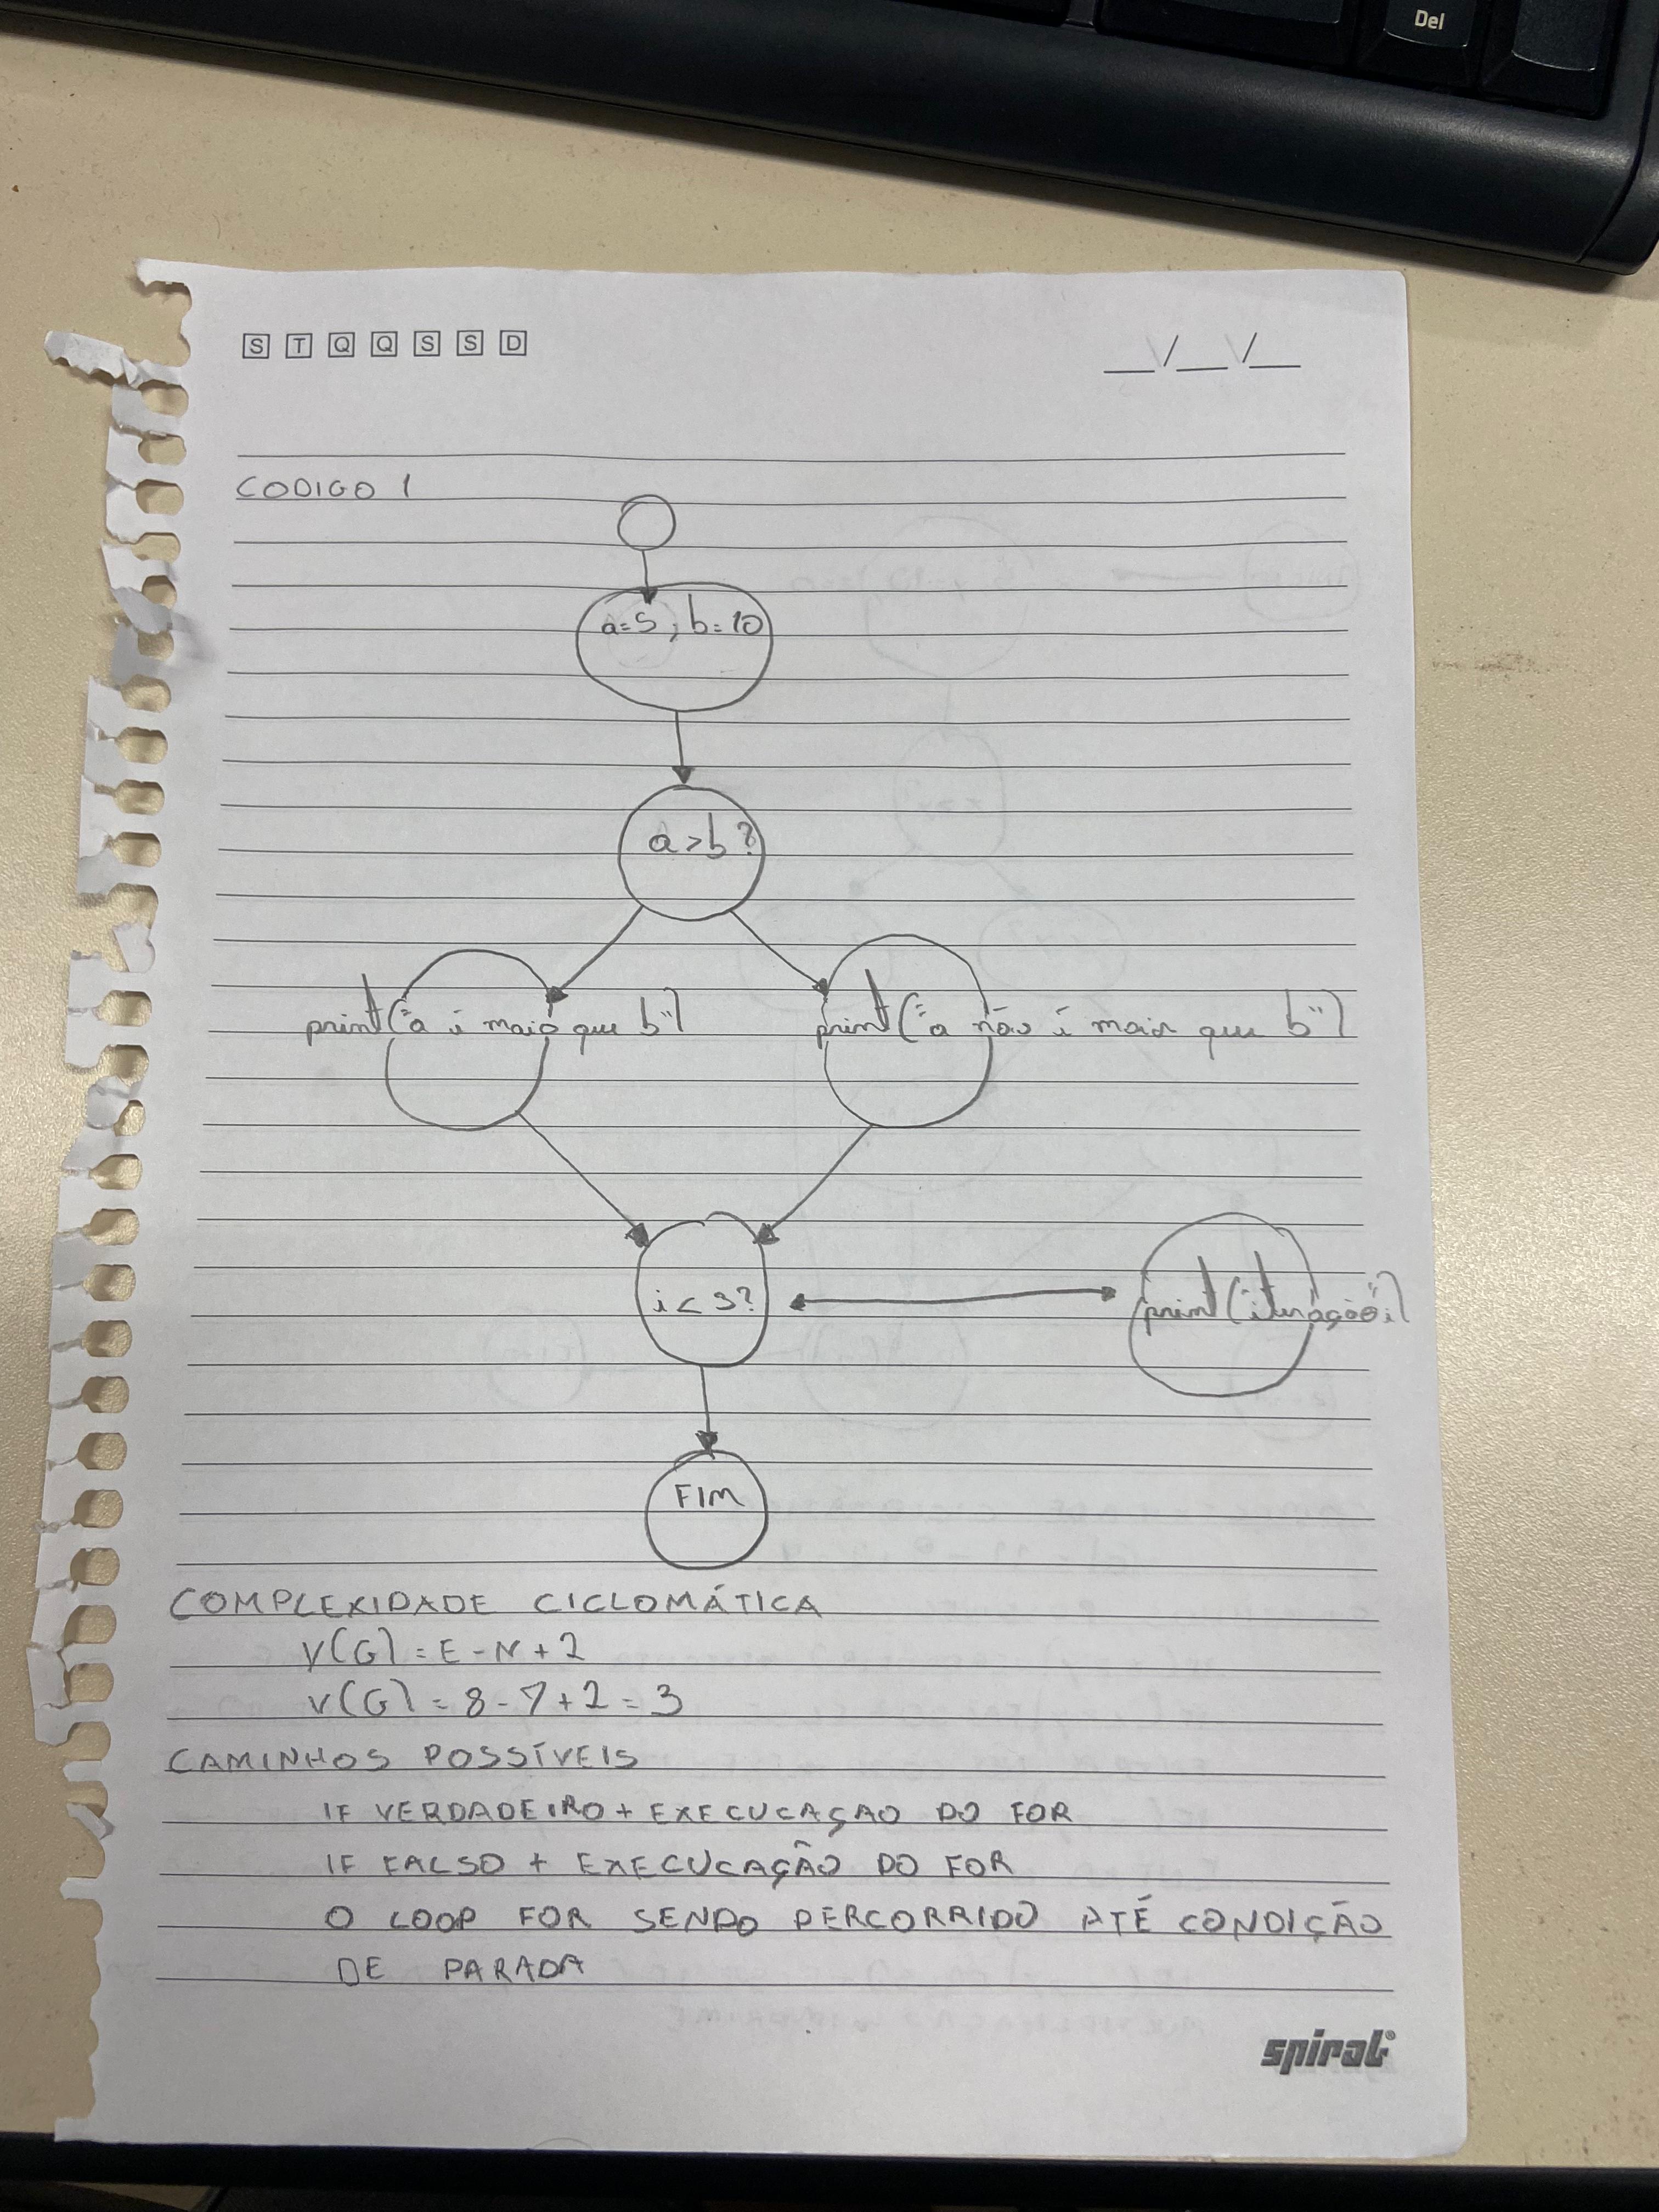 Del
S T Q Q S S D
__/__/__
CODIGO 1
a=5; b=10
a>b?
print("a é maio que b")
print("a não é maior que b")
i<3?
print("iteração", i)
FIM
COMPLEXIDADE CICLOMÁTICA
V(G) = E-N+2
V(G) = 8-7+2=3
CAMINHOS POSSÍVEIS
IF VERDADEIRO + EXECUCAÇAO DO FOR
IF FALSO + EXECUCAÇÃO DO FOR
O LOOP FOR SENDO PERCORRIDO ATÉ CONDIÇÃO
DE PARADA
spiral